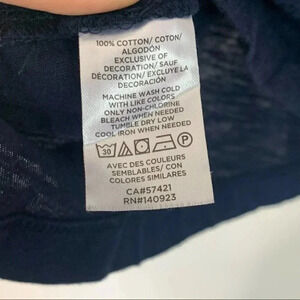 100% COTTON/ COTON/
ALGODÓN
EXCLUSIVE OF
DECORATION/ SAUF
DÉCORATION/ EXCLUYE LA
DECORACIÓN
MACHINE WASH COLD
WITH LIKE COLORS
ONLY NON-CHLORINE
BLEACH WHEN NEEDED
TUMBLE DRY LOW
COOL IRON WHEN NEEDED
30
AVEC DES COULEURS
SEMBLABLES/ CON
COLORES SIMILARES
CA#57421
RN#140923